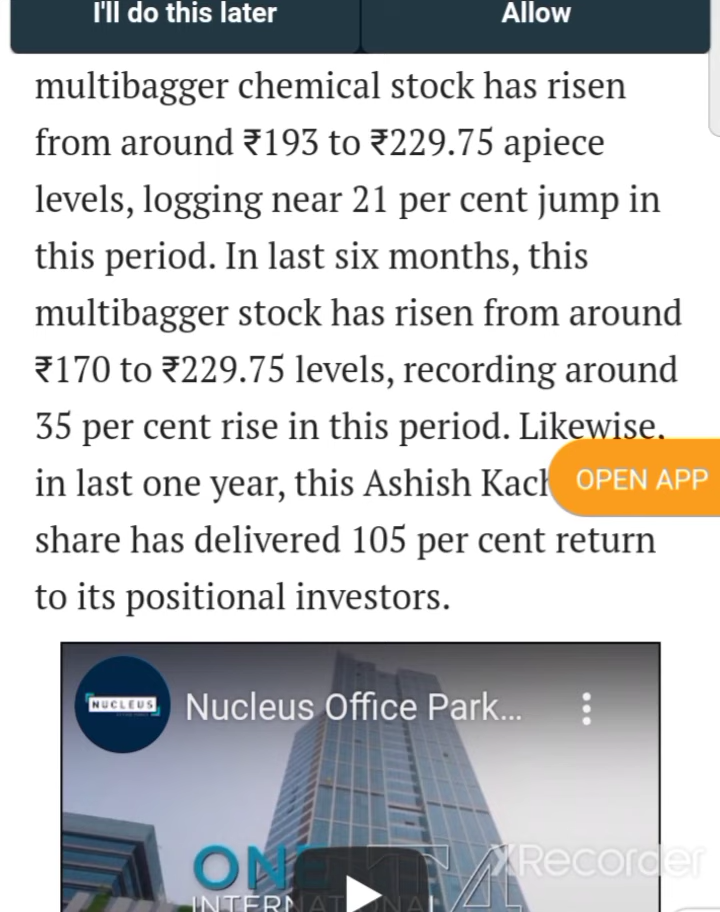 I'll do this later
Allow
multibagger chemical stock has risen
from around ₹193 to ₹229.75 apiece
levels, logging near 21 per cent jump in
this period. In last six months, this
multibagger stock has risen from around
₹170 to ₹229.75 levels, recording around
35 per cent rise in this period. Likewise,
in last one year, this Ashish
OPEN APP
share has delivered 105 per cent return
to its positional investors.
NUCLEUS
Nucleus Office Park...
XRecorder